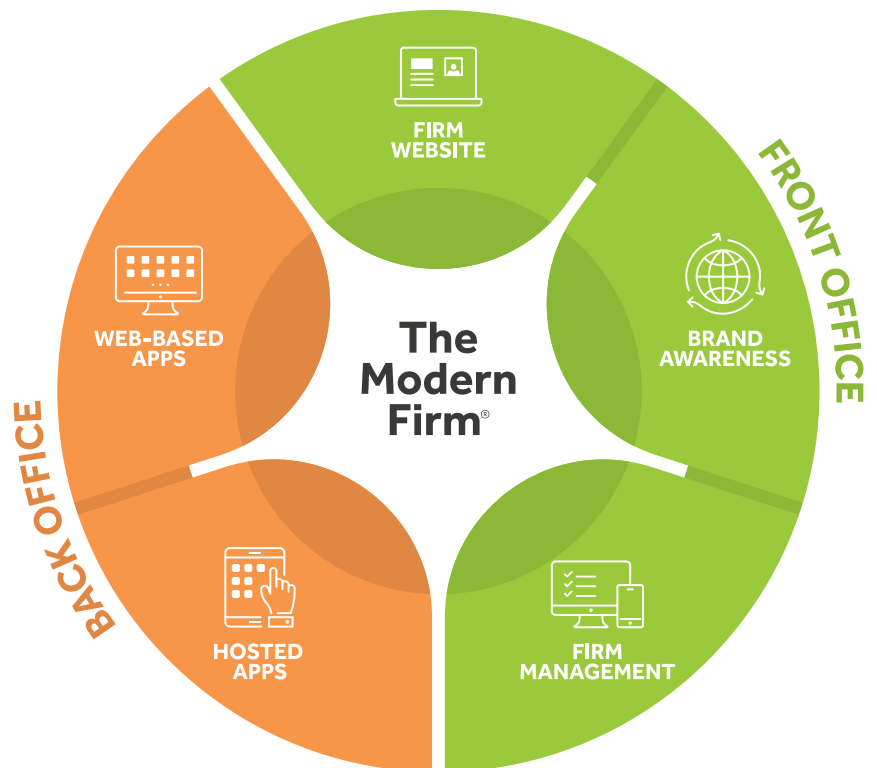 FIRM
WEBSITE
FRONT OFFICE
BRAND
AWARENESS
WEB-BASED
APPS
The
Modern
Firm®
BACK OFFICE
HOSTED
APPS
FIRM
MANAGEMENT